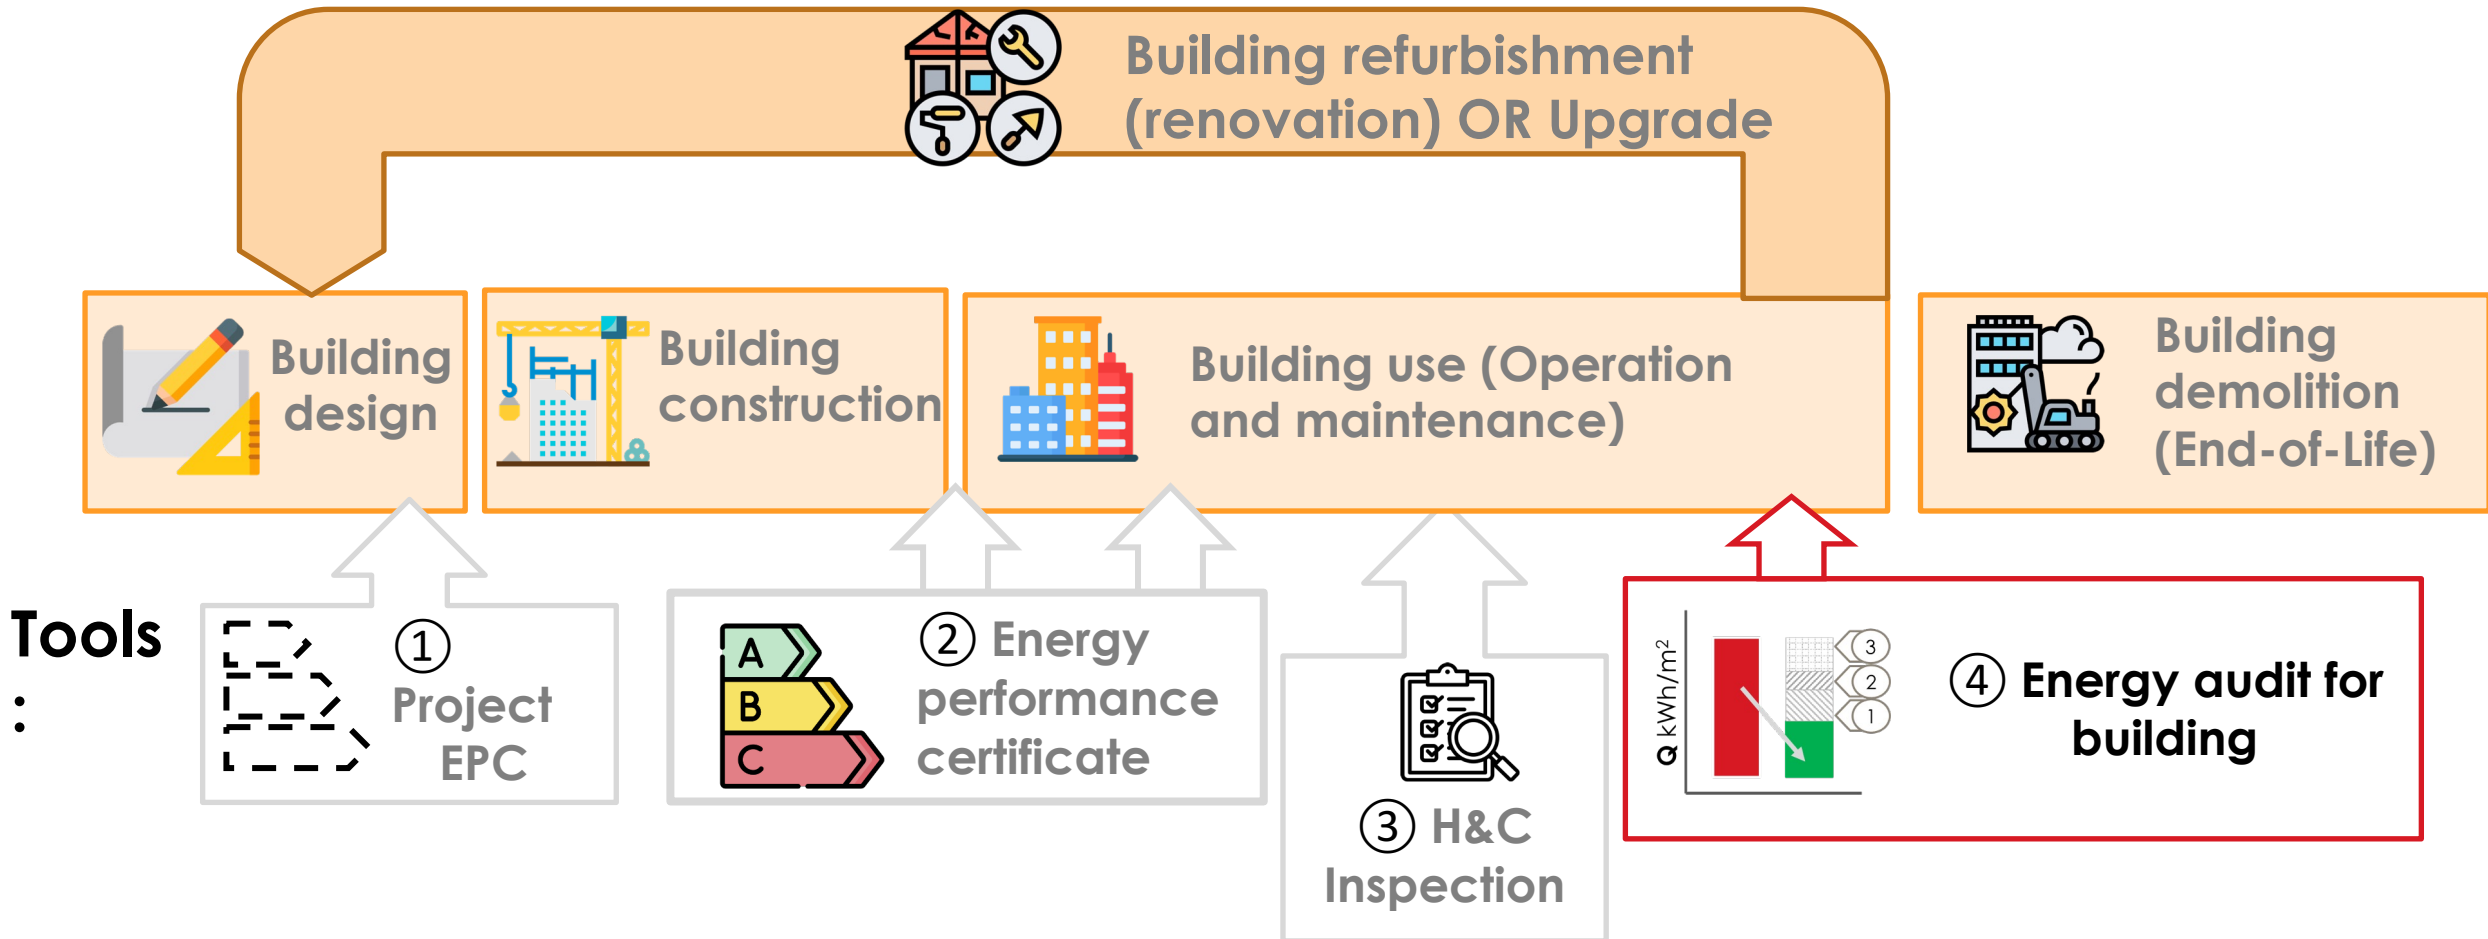 Building refurbishment
(renovation) OR Upgrade
Building
design
Building
construction
Building use (Operation
and maintenance)
Building
demolition
(End-of-Life)
Tools
:
①
Project
EPC
A
B
C
② Energy
performance
certificate
③ H&C
Inspection
Q kWh/m²
3
2
1
④ Energy audit for
building